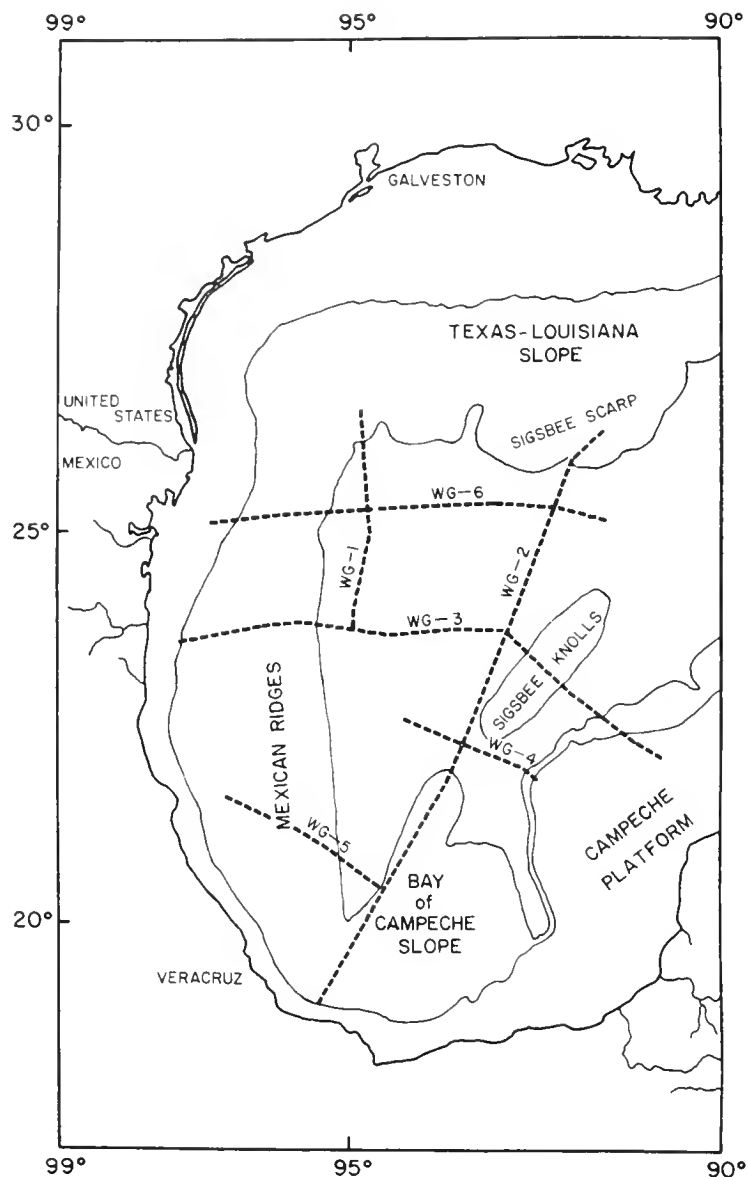 99°
95°
90°
30°
GALVESTON
TEXAS-LOUISIANA
SLOPE
UNITED
STATES
MEXICO
SIGSBEE SCARP
WG-6
25°
WG-1
WG-2
WG-3
SIGSBEE KNOLLS
MEXICAN RIDGES
WG-4
WG-5
CAMPECHE
PLATFORM
BAY
of
CAMPECHE
SLOPE
20°
VERACRUZ
99°
95°
90°